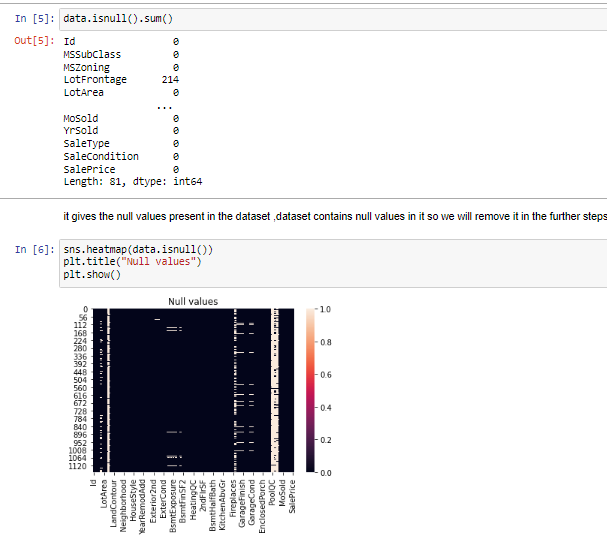 In [5]: data.isnull().sum()
Out[5]: Id 0
MSSubClass 0
MSZoning 0
LotFrontage 214
LotArea 0
...
MoSold 0
YrSold 0
SaleType 0
SaleCondition 0
SalePrice 0
Length: 81, dtype: int64
it gives the null values present in the dataset ,dataset contains null values in it so we will remove it in the further steps
In [6]: sns.heatmap(data.isnull())
plt.title("Null values")
plt.show()
Null values
0
56
112
168
224
280
336
392
448
504
560
616
672
728
784
840
896
952
1008
1064
1120
1.0
0.8
0.6
0.4
0.2
0.0
Id
LotArea
LandContour
Neighborhood
HouseStyle
YearRemodAdd
Exterior2nd
ExterCond
BsmtExposure
BsmtFinSF2
HeatingQC
2ndFlrSF
BsmtHalfBath
KitchenAbvGr
Fireplaces
GarageFinish
GarageCond
EnclosedPorch
PoolQC
MoSold
SalePrice